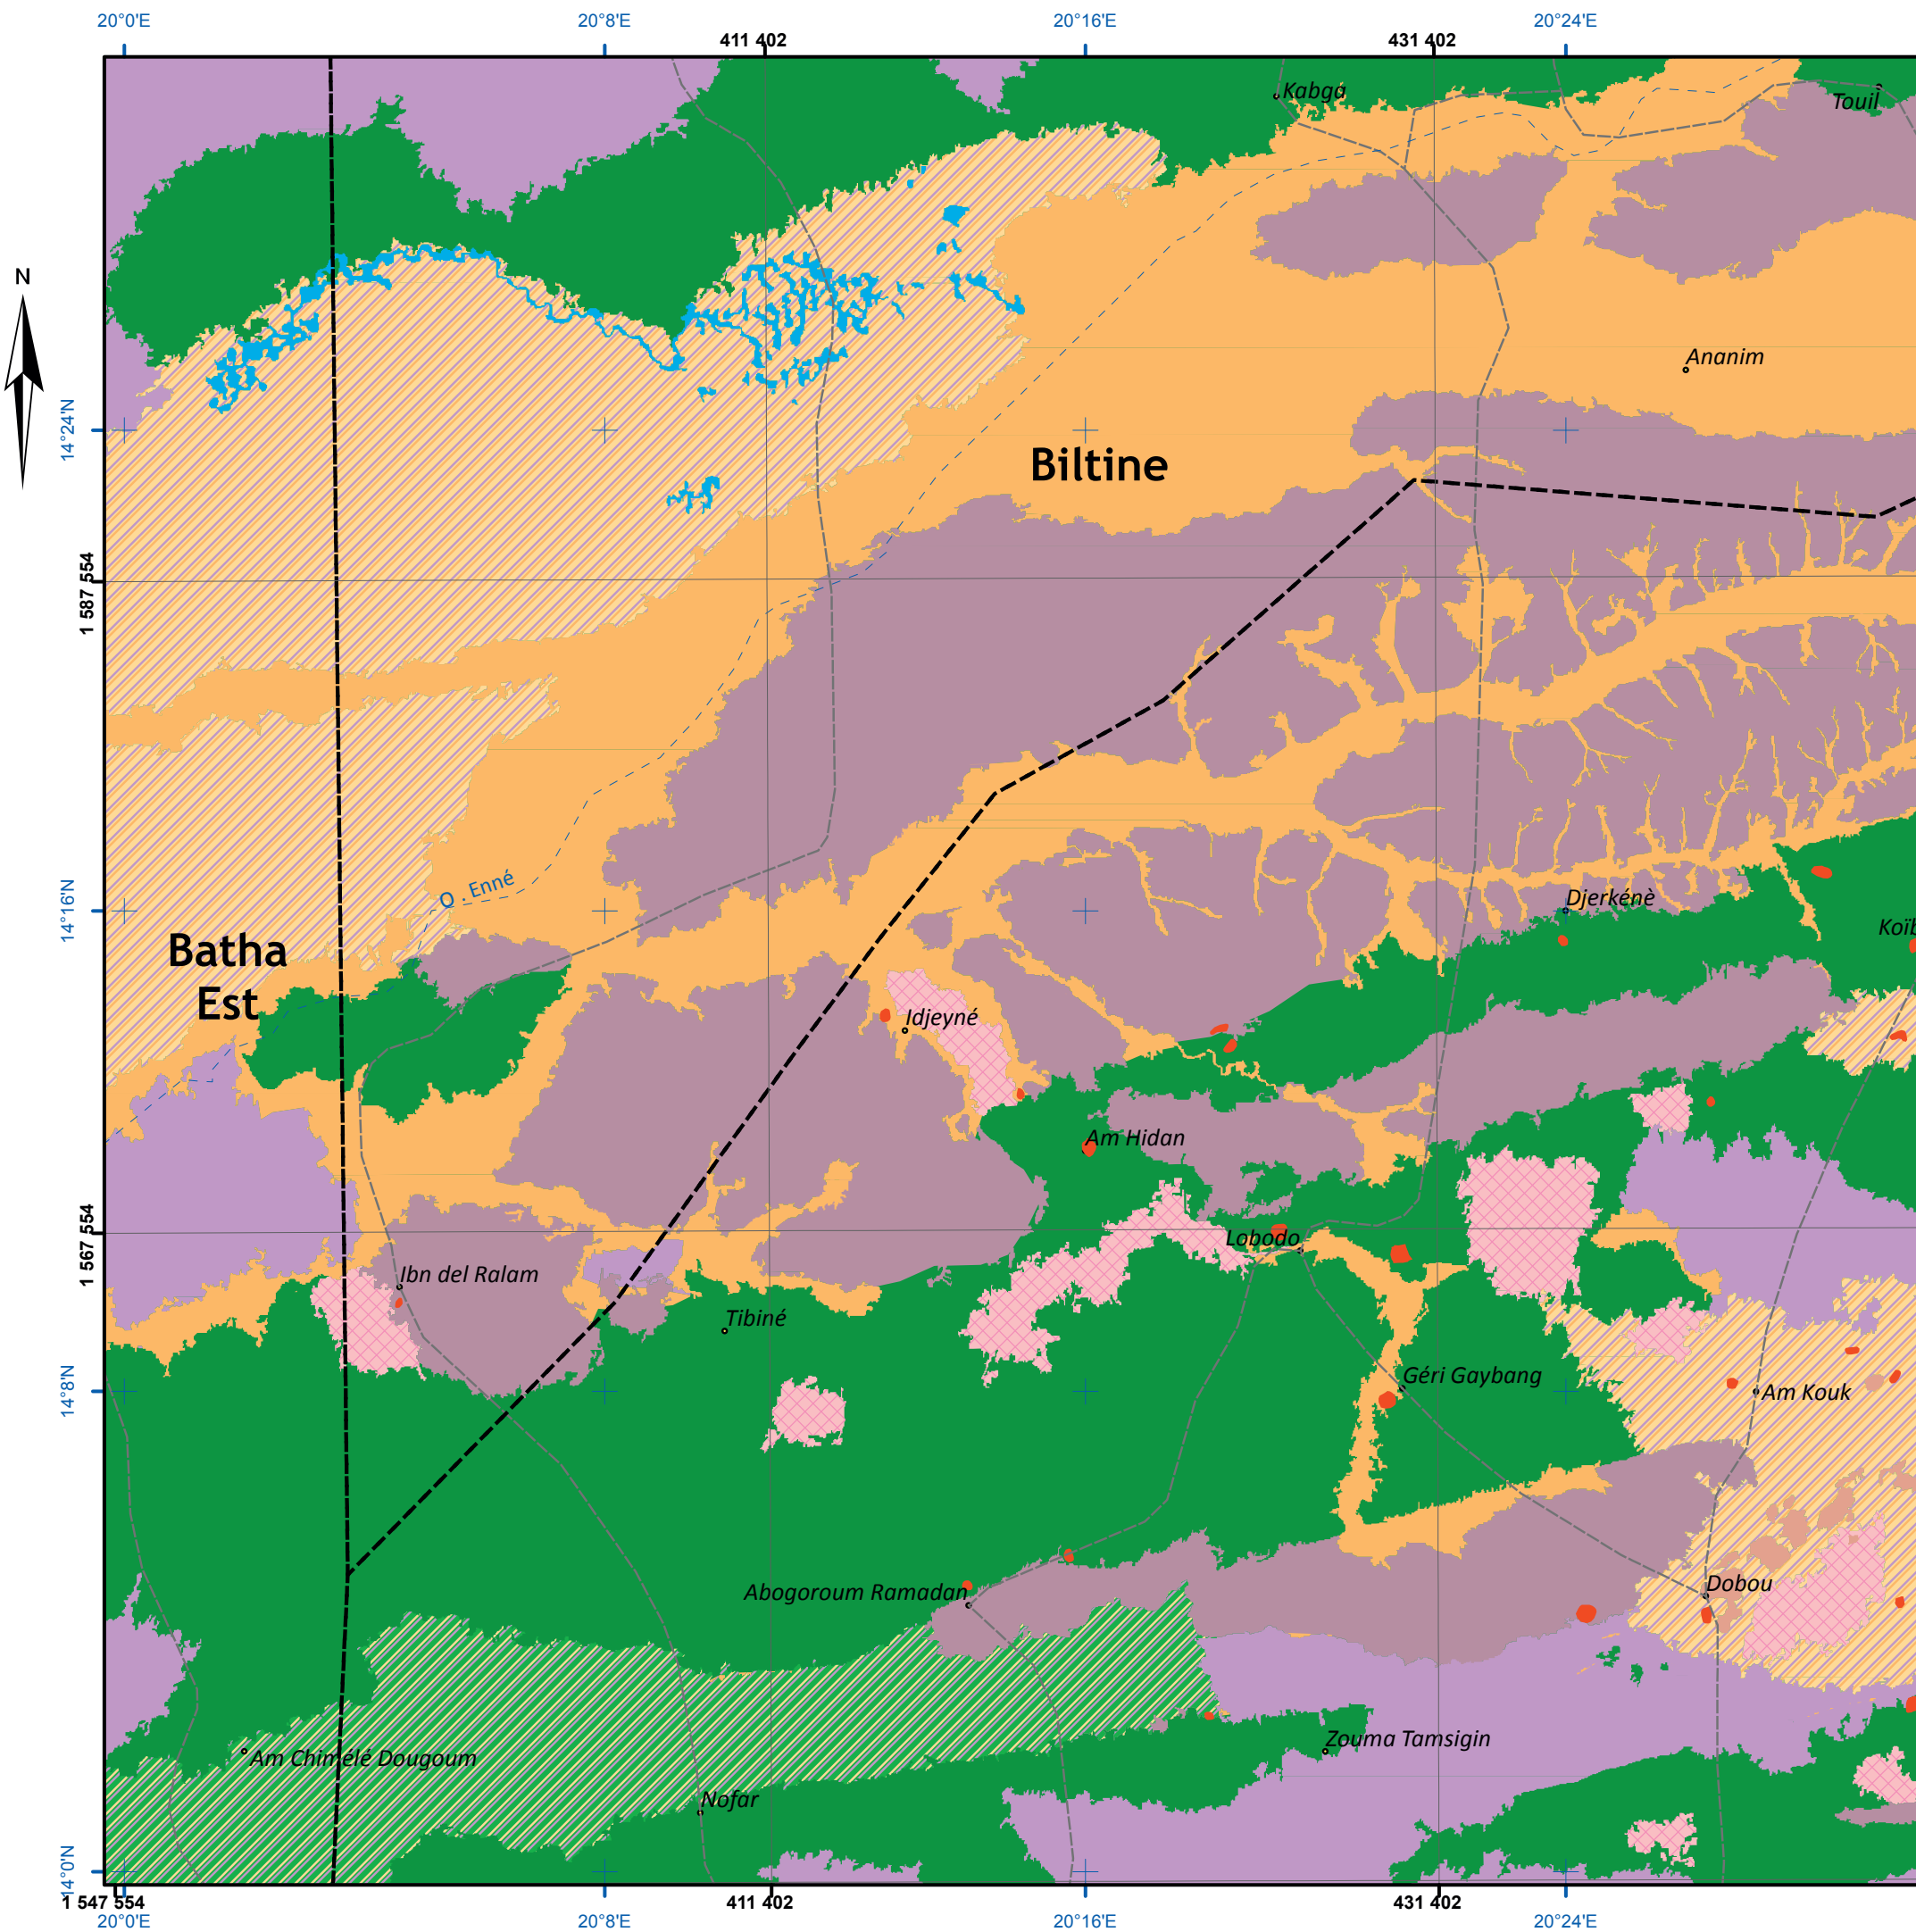 20°0'E 20°8'E 20°16'E 20°24'E
411 402 431 402
Kabga
Touil
N
Ananim
14°24'N
Biltine
1 587 554
O . Enné
14°16'N
Djerkénè
Koïb
Batha
Est
Idjeyné
Am Hidan
1 567 554
Lobodo
Ibn del Ralam
Tibiné
14°8'N
Géri Gaybang
Am Kouk
Dobou
Abogoroum Ramadan
Zouma Tamsigin
Am Chimélé Dougoum
Nofar
14°0'N
1 547 554 411 402 431 402
20°0'E 20°8'E 20°16'E 20°24'E